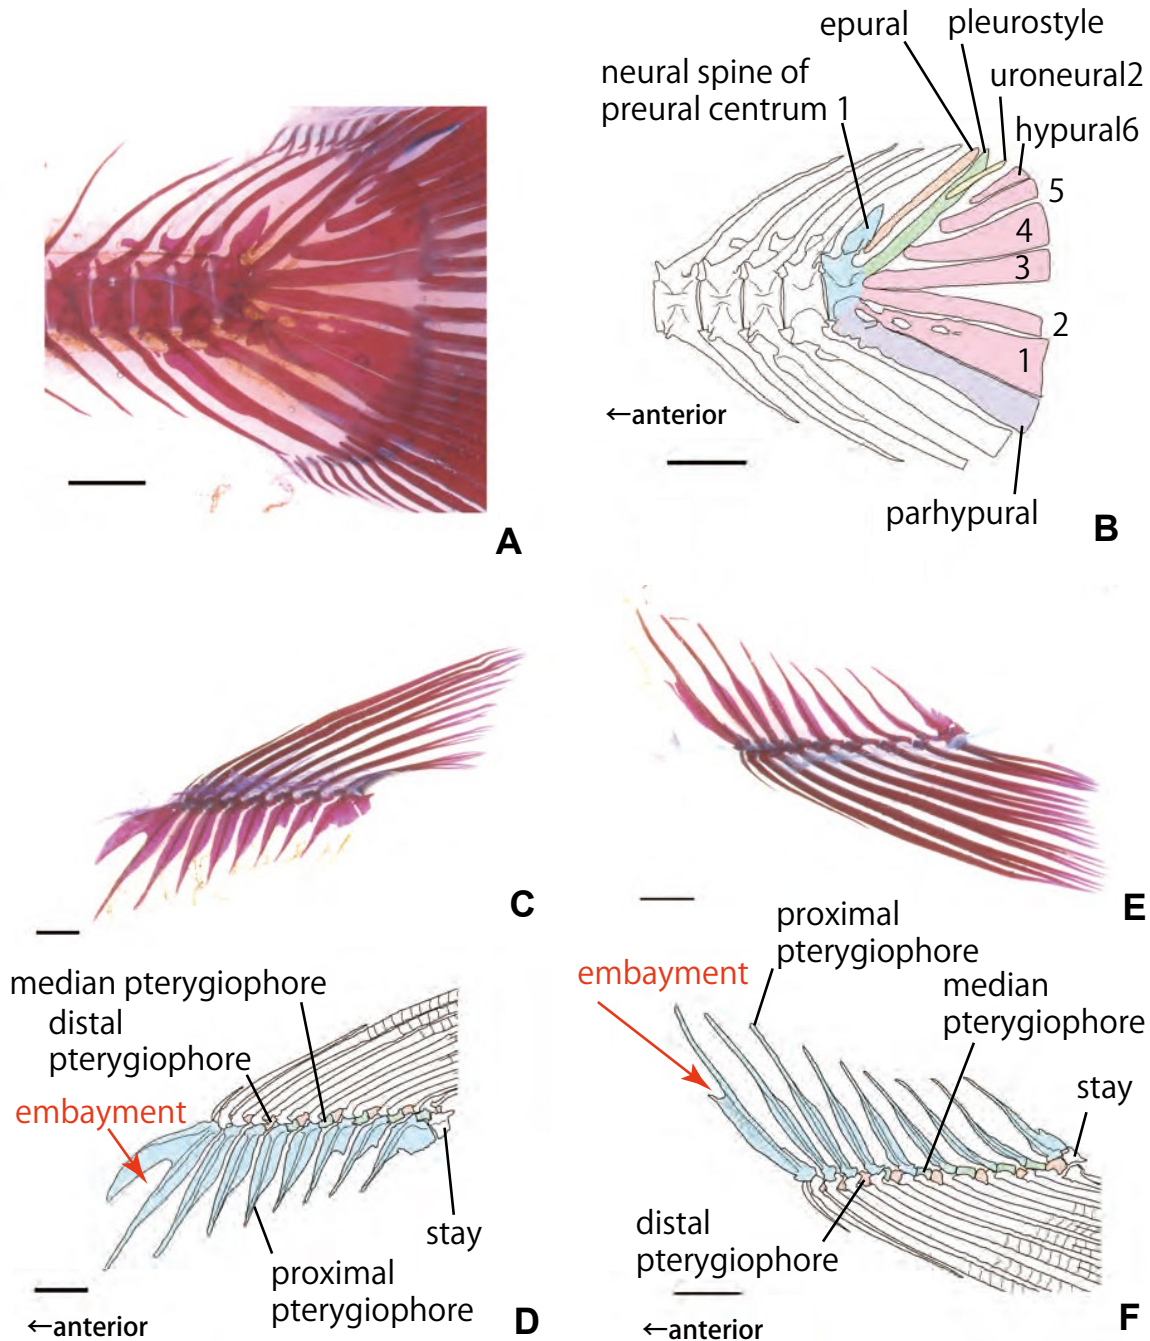 epural
pleurostyle
neural spine of
preural centrum 1
uroneural2
hypural6
5
4
3
2
1
←anterior
parhypural
A
B
C
E
median pterygiophore
distal
pterygiophore
embayment
stay
proximal
pterygiophore
←anterior
D
proximal
pterygiophore
embayment
median
pterygiophore
stay
distal
pterygiophore
←anterior
F